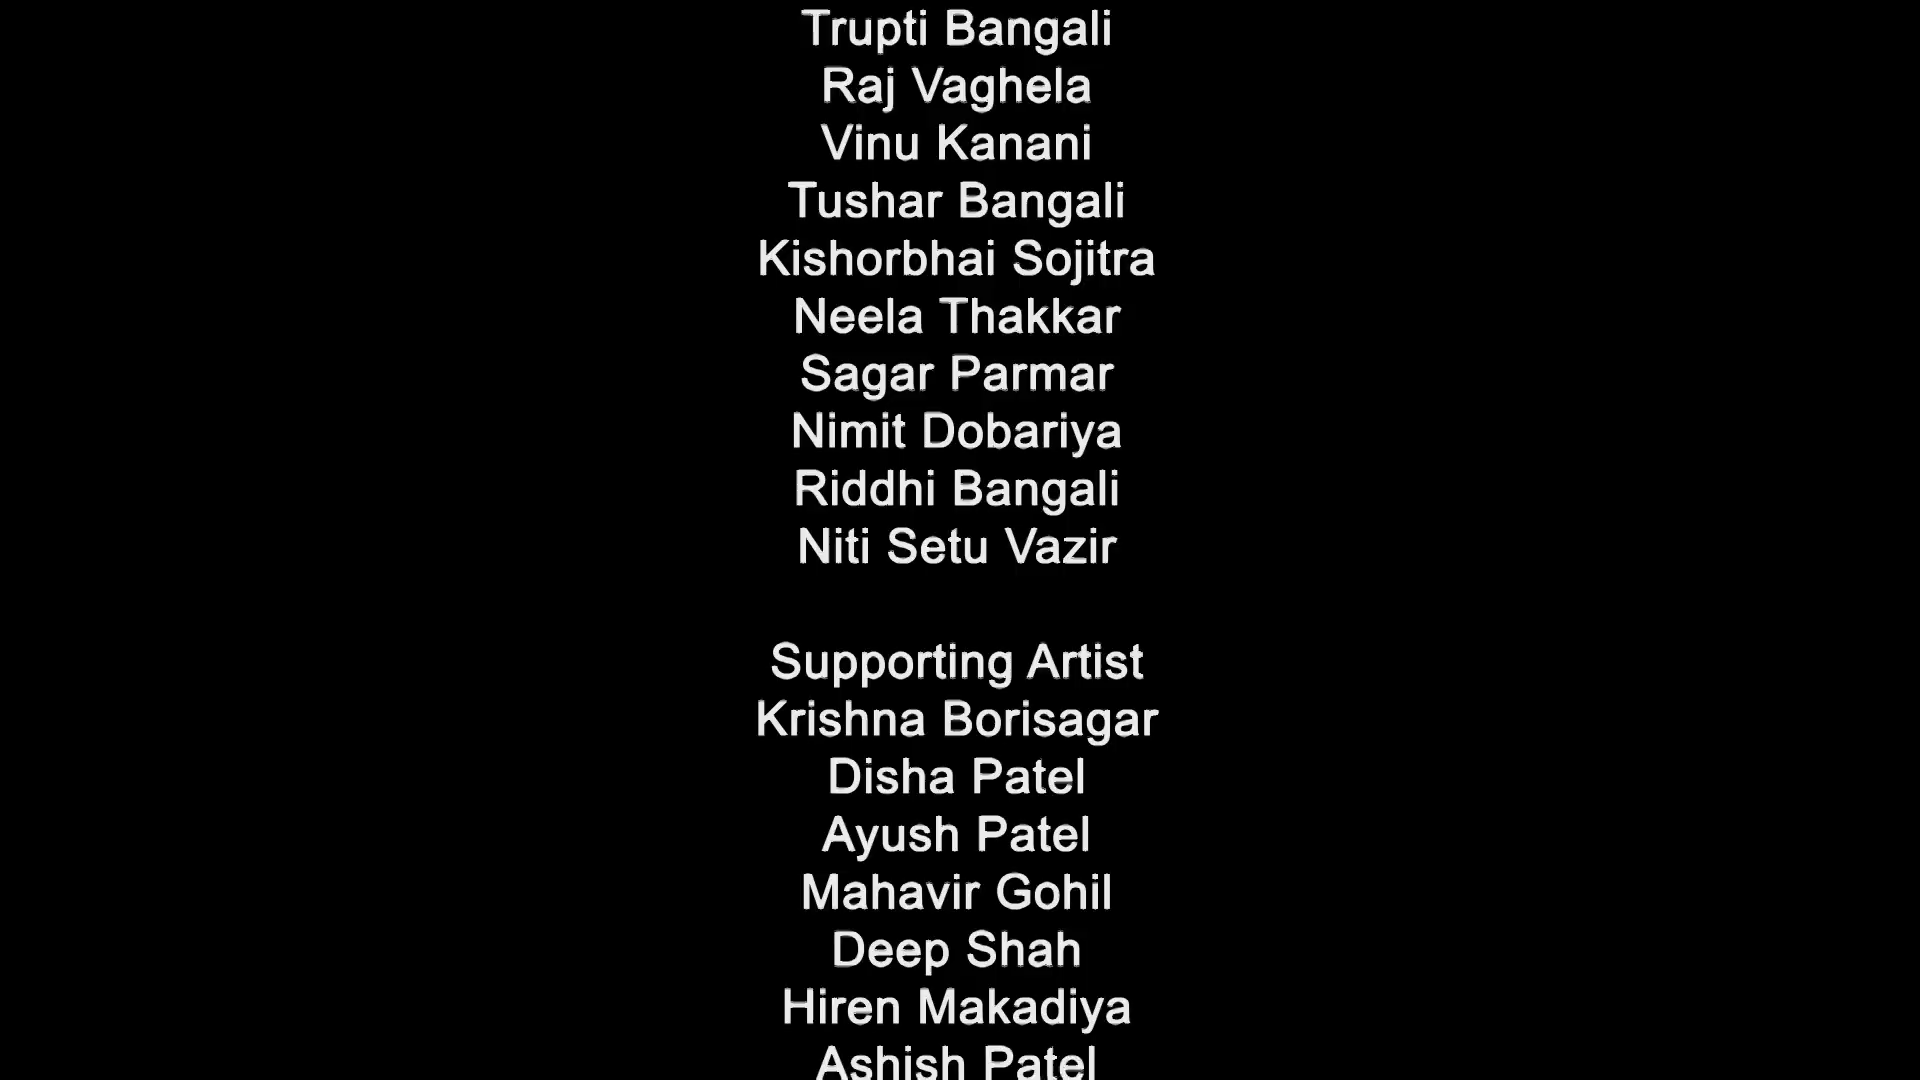 Trupti Bangali
Raj Vaghela
Vinu Kanani
Tushar Bangali
Kishorbhai Sojitra
Neela Thakkar
Sagar Parmar
Nimit Dobariya
Riddhi Bangali
Niti Setu Vazir
Supporting Artist
Krishna Borisagar
Disha Patel
Ayush Patel
Mahavir Gohil
Deep Shah
Hiren Makadiya
Ashish Patel